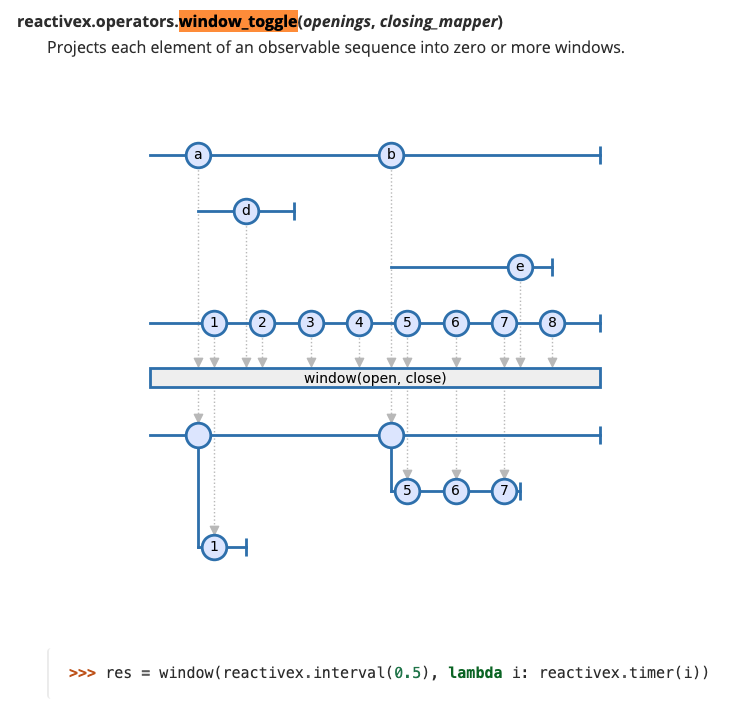 reactivex.operators.window_toggle(openings, closing_mapper)
Projects each element of an observable sequence into zero or more windows.
a b
d
e
1 2 3 4 5 6 7 8
window(open, close)
5 6 7
1
>>> res = window(reactivex.interval(0.5), lambda i: reactivex.timer(i))